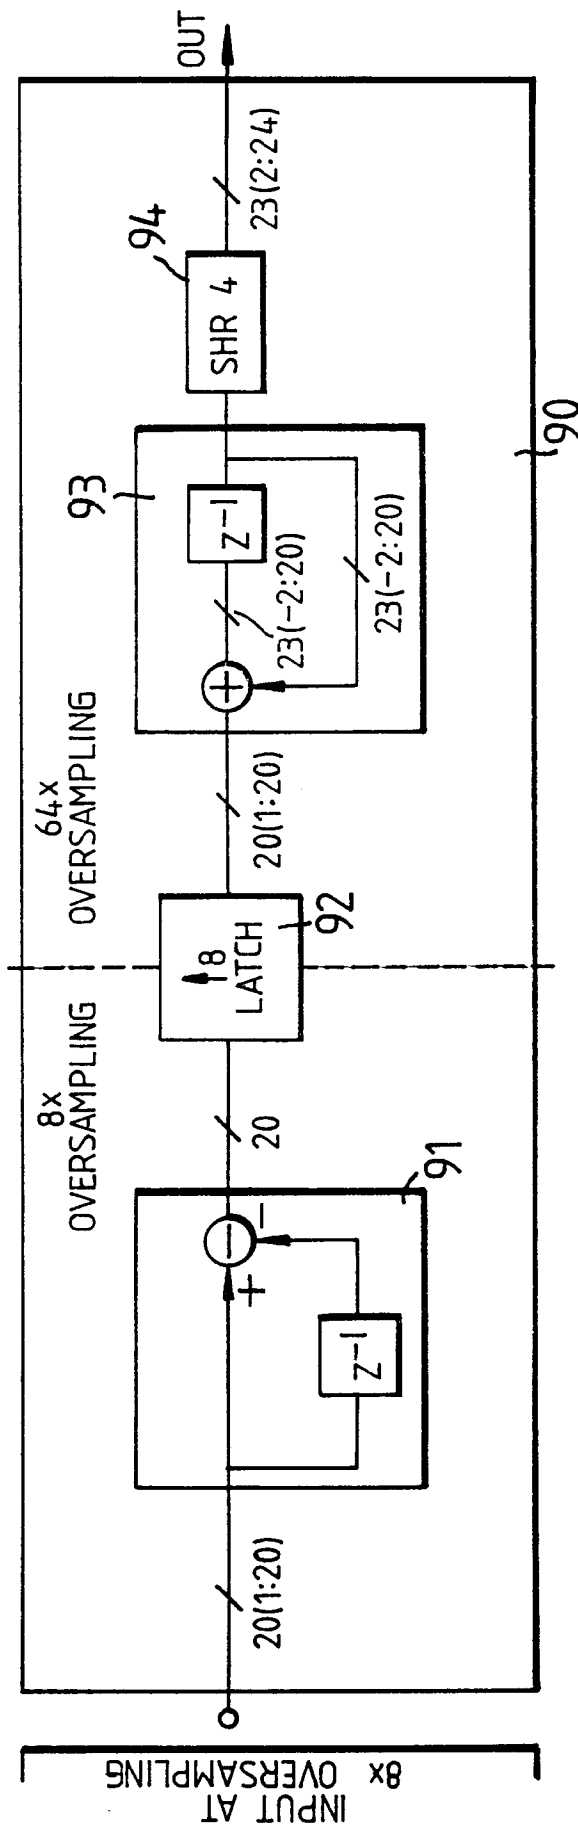 INPUT AT
8x OVERSAMPLING
20(1:20)
8x
OVERSAMPLING
+
−
−
Z⁻¹
91
20
↑8
LATCH
92
64x
OVERSAMPLING
20(1:20)
93
+
Z⁻¹
23(-2:20)
23(-2:20)
94
SHR 4
23(2:24)
OUT
90